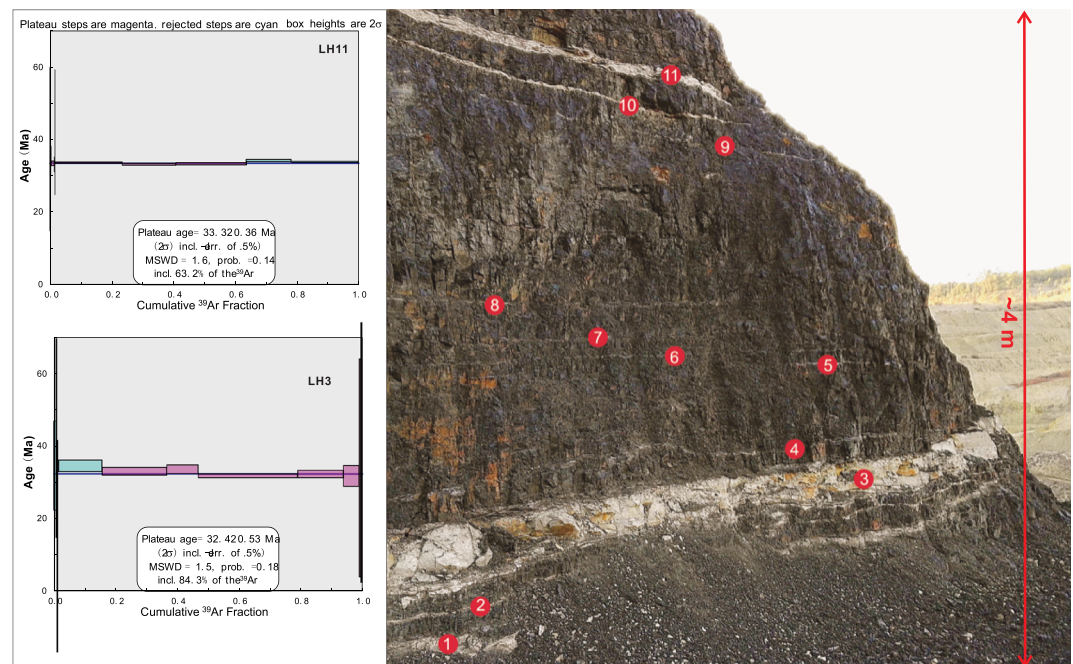 Plateau steps are magenta, rejected steps are cyan box heights are 2σ
LH11
60
40
20
0
Age (Ma)
Plateau age= 33.320.36 Ma
(2σ) incl. err. of .5%)
MSWD = 1.6, prob. =0.14
incl. 63.2% of the ³⁹Ar
0.0 0.2 0.4 0.6 0.8 1.0
Cumulative ³⁹Ar Fraction
LH3
60
40
20
0
Age (Ma)
Plateau age= 32.420.53 Ma
(2σ) incl. err. of .5%)
MSWD = 1.5, prob. =0.18
incl. 84.3% of the ³⁹Ar
0.0 0.2 0.4 0.6 0.8 1.0
Cumulative ³⁹Ar Fraction
11
10
9
8
7
6
5
4
3
2
1
~4 m